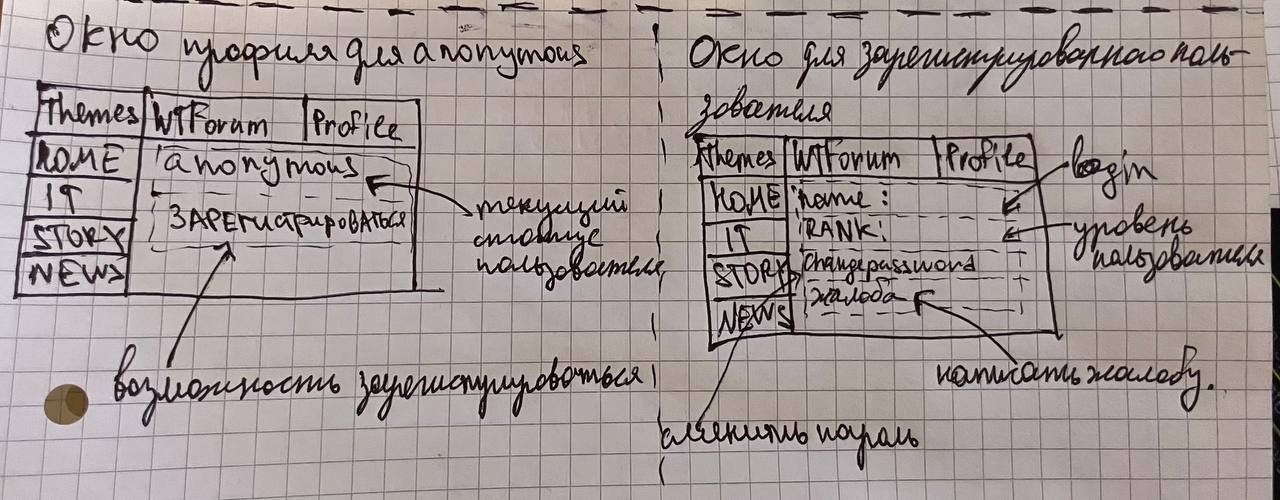 Окно профиля для anonymous
Themes WTForum Profile
HOME anonymous
IT
ЗАРЕГИСТРИРОВАТЬСЯ
STORY
NEWS
текущий
статус
пользователя
возможность зарегистрироваться
Окно для зарегистрированного поль-
зователя
Themes WTForum Profile
HOME name :
IT RANK:
STORY Changepassword
жалоба
NEWS
login
уровень
пользователя
написать жалобу.
сменить пароль